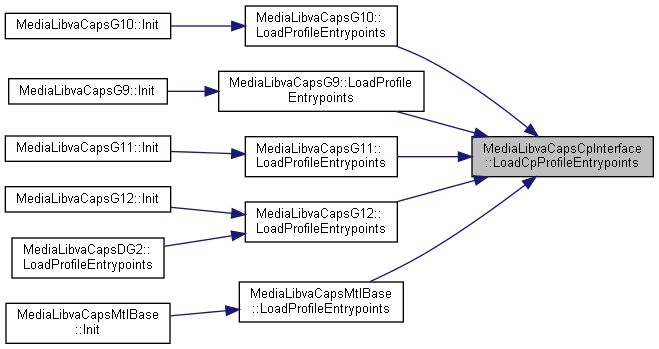 MediaLibvaCapsG10::Init
MediaLibvaCapsG10::
LoadProfileEntrypoints
MediaLibvaCapsG9::Init
MediaLibvaCapsG9::LoadProfile
Entrypoints
MediaLibvaCapsG11::Init
MediaLibvaCapsG11::
LoadProfileEntrypoints
MediaLibvaCapsCpInterface
::LoadCpProfileEntrypoints
MediaLibvaCapsG12::Init
MediaLibvaCapsG12::
LoadProfileEntrypoints
MediaLibvaCapsDG2::
LoadProfileEntrypoints
MediaLibvaCapsMtlBase
::LoadProfileEntrypoints
MediaLibvaCapsMtlBase
::Init